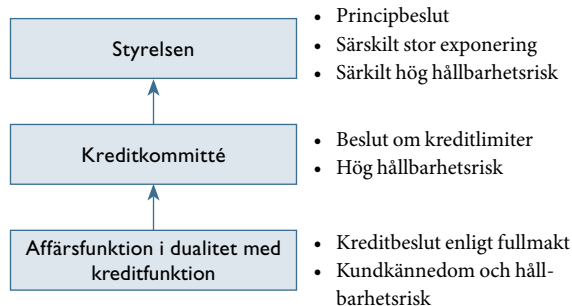 Styrelsen
• Principbeslut
• Särskilt stor exponering
• Särkilt hög hållbarhetsrisk
Kreditkommitté
• Beslut om kreditlimiter
• Hög hållbarhetsrisk
Affärsfunktion i dualitet med
kreditfunktion
• Kreditbeslut enligt fullmakt
• Kundkännedom och håll-
barhetsrisk